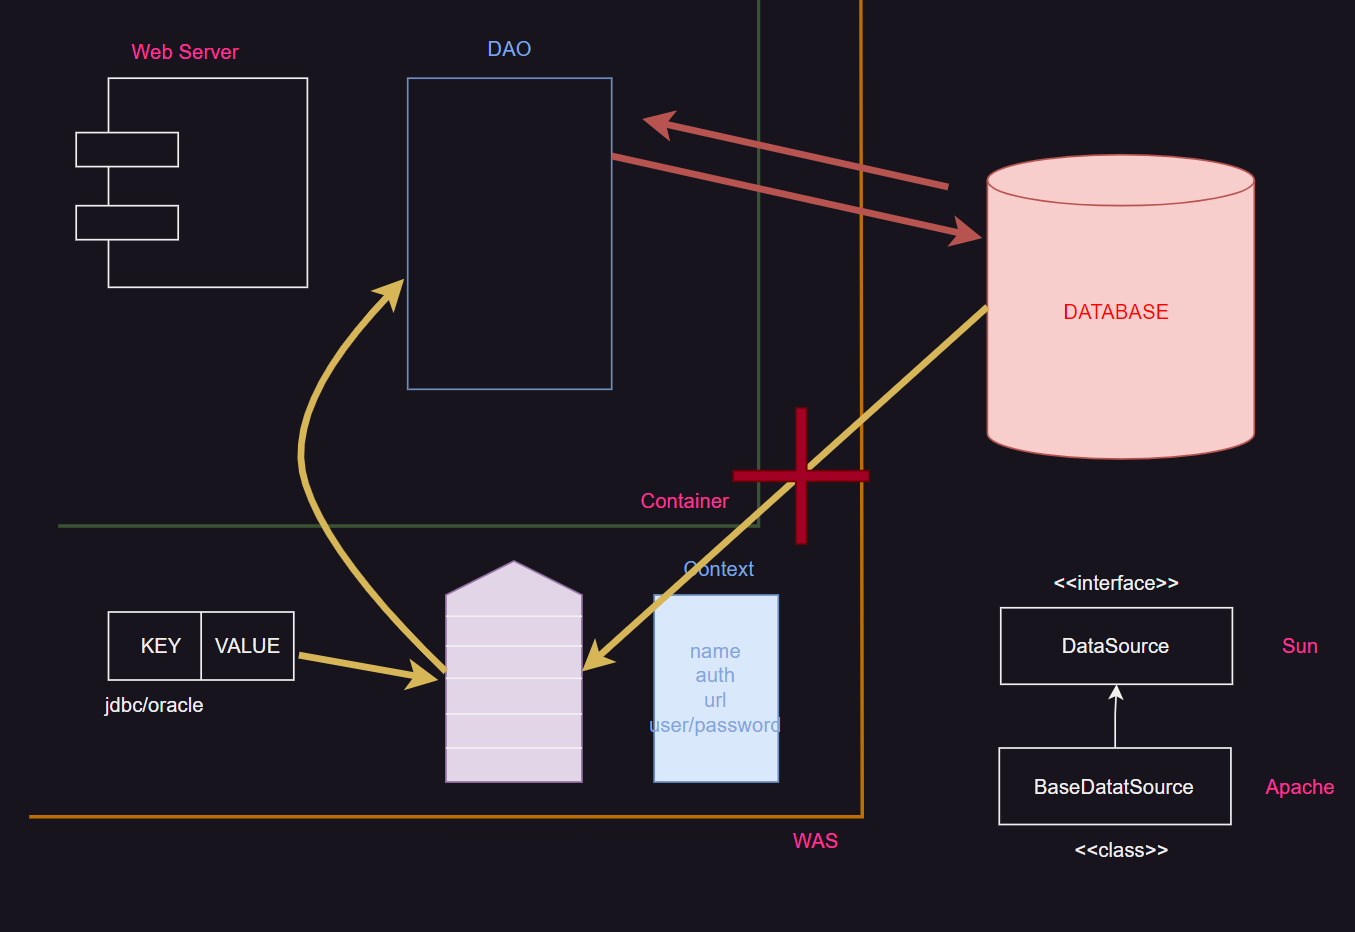 Web Server
DAO
DATABASE
Container
Context
name
auth
url
user/password
KEY
VALUE
jdbc/oracle
WAS
<<interface>>
DataSource
Sun
BaseDatatSource
Apache
<<class>>